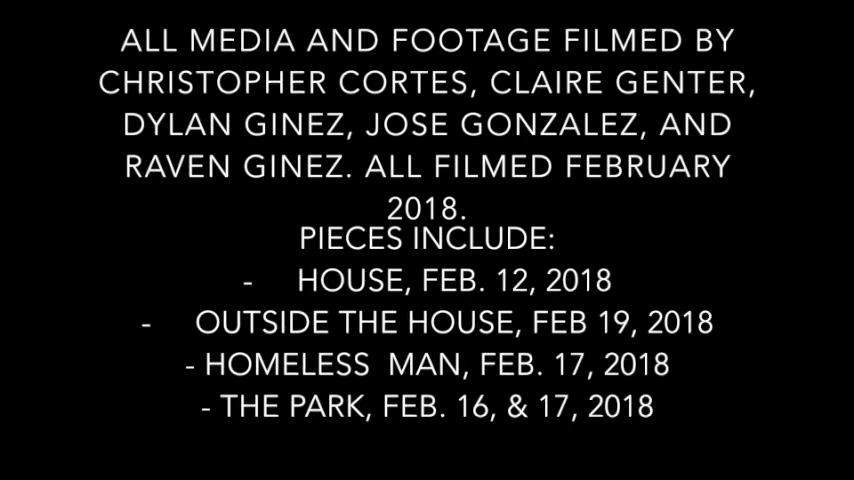 ALL MEDIA AND FOOTAGE FILMED BY
CHRISTOPHER CORTES, CLAIRE GENTER,
DYLAN GINEZ, JOSE GONZALEZ, AND
RAVEN GINEZ. ALL FILMED FEBRUARY
2018.
PIECES INCLUDE:
- HOUSE, FEB. 12, 2018
- OUTSIDE THE HOUSE, FEB 19, 2018
- HOMELESS MAN, FEB. 17, 2018
- THE PARK, FEB. 16, & 17, 2018